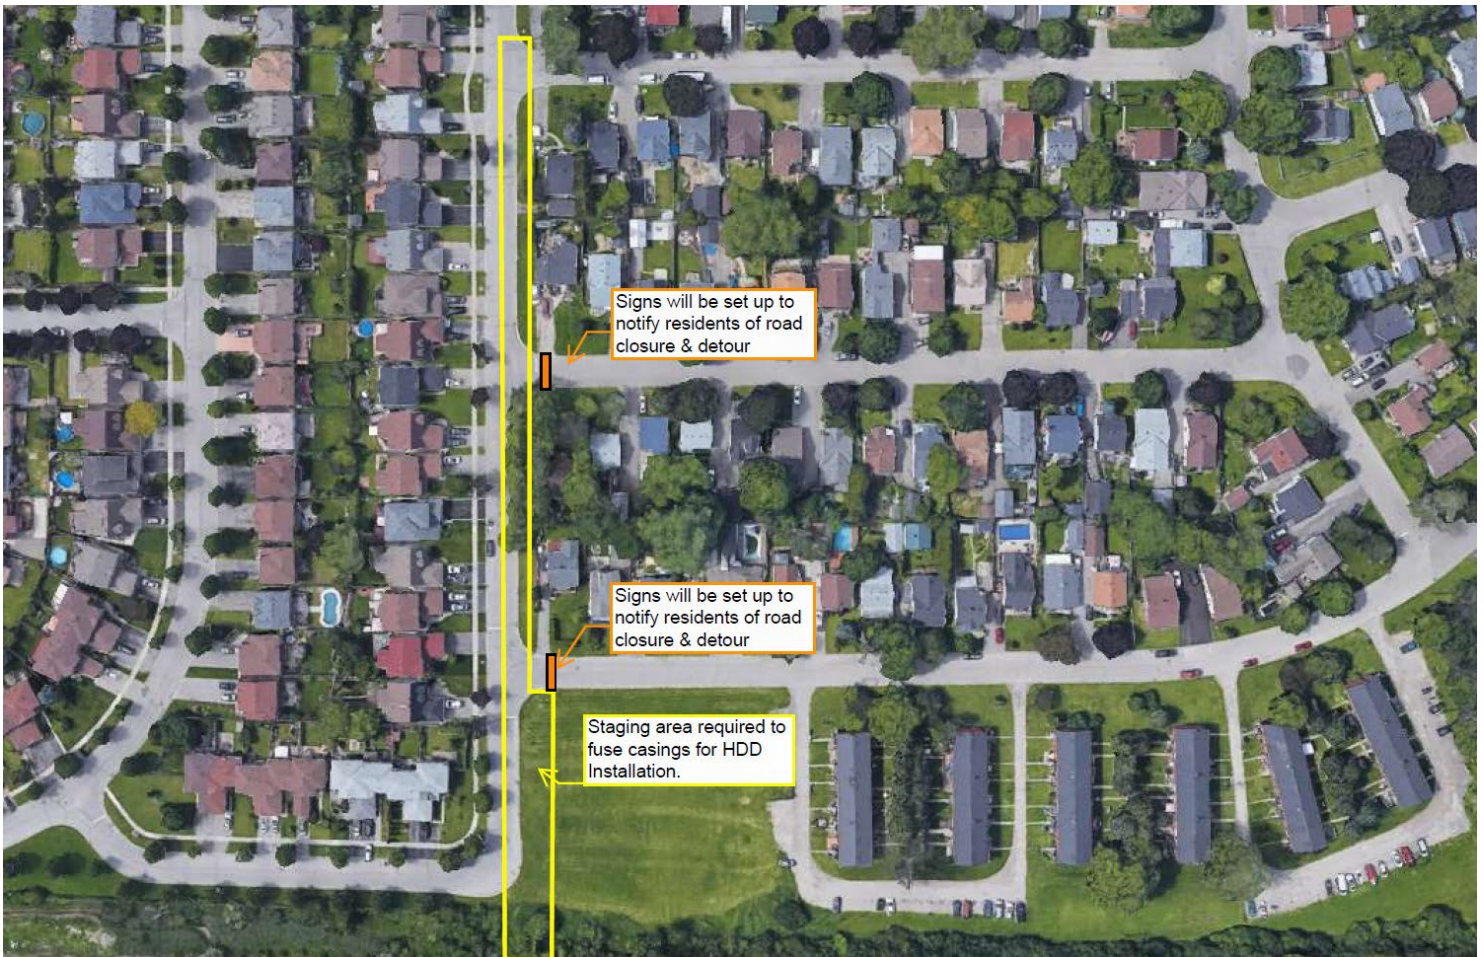 Signs will be set up to
notify residents of road
closure & detour
Signs will be set up to
notify residents of road
closure & detour
Staging area required to
fuse casings for HDD
Installation.